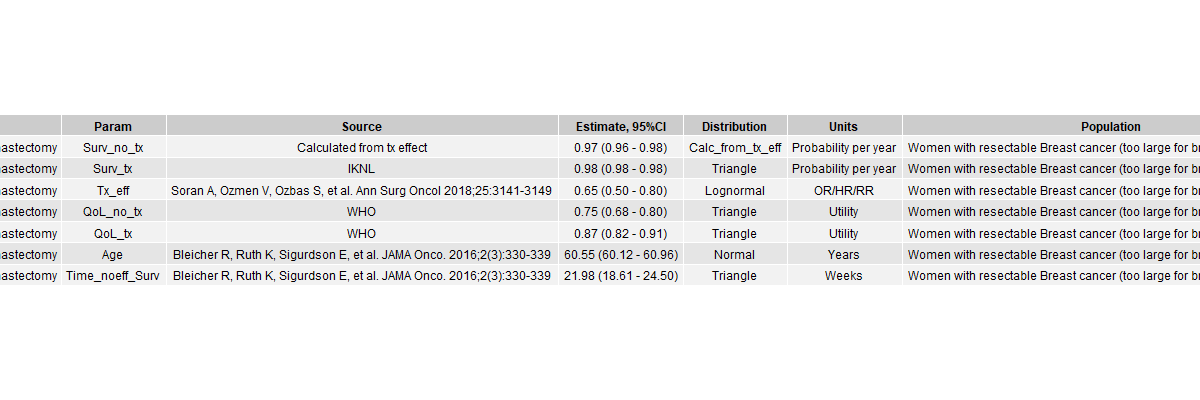 Param Source Estimate, 95%CI Distribution Units Population
astectomy Surv_no_tx Calculated from tx effect 0.97 (0.96 - 0.98) Calc_from_tx_eff Probability per year Women with resectable Breast cancer (too large for br
astectomy Surv_tx IKNL 0.98 (0.98 - 0.98) Triangle Probability per year Women with resectable Breast cancer (too large for br
astectomy Tx_eff Soran A, Ozmen V, Ozbas S, et al. Ann Surg Oncol 2018;25:3141-3149 0.65 (0.50 - 0.80) Lognormal OR/HR/RR Women with resectable Breast cancer (too large for br
astectomy QoL_no_tx WHO 0.75 (0.68 - 0.80) Triangle Utility Women with resectable Breast cancer (too large for br
astectomy QoL_tx WHO 0.87 (0.82 - 0.91) Triangle Utility Women with resectable Breast cancer (too large for br
astectomy Age Bleicher R, Ruth K, Sigurdson E, et al. JAMA Onco. 2016;2(3):330-339 60.55 (60.12 - 60.96) Normal Years Women with resectable Breast cancer (too large for br
astectomy Time_noeff_Surv Bleicher R, Ruth K, Sigurdson E, et al. JAMA Onco. 2016;2(3):330-339 21.98 (18.61 - 24.50) Triangle Weeks Women with resectable Breast cancer (too large for br